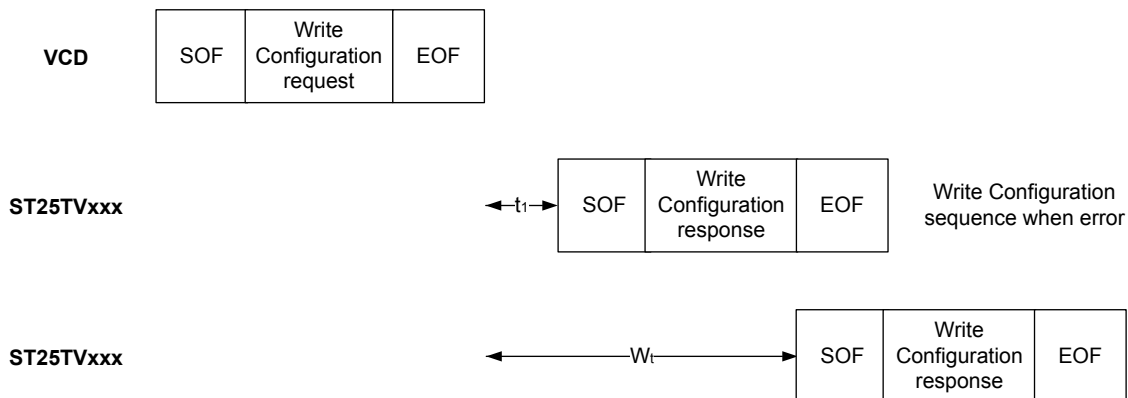 VCD
SOF
Write
Configuration
request
EOF
ST25TVxxx
t1
SOF
Write
Configuration
response
EOF
Write Configuration
sequence when error
ST25TVxxx
Wt
SOF
Write
Configuration
response
EOF